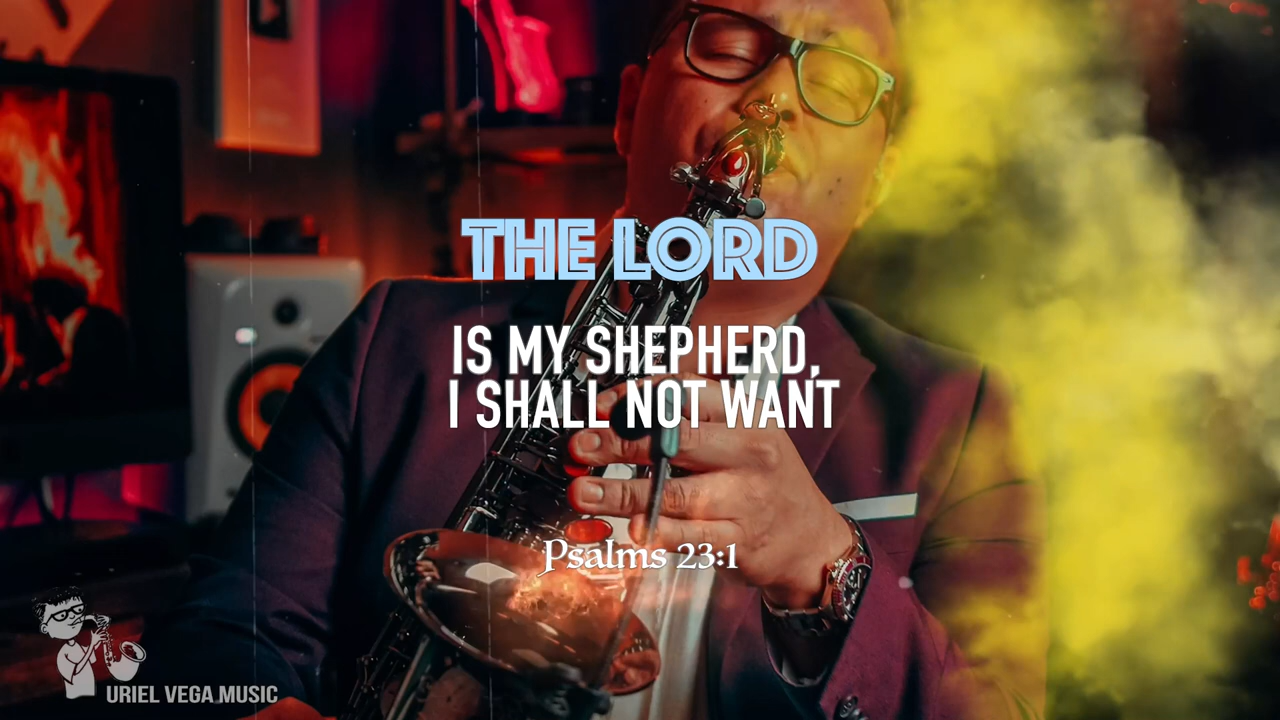 THE LORD
IS MY SHEPHERD,
I SHALL NOT WANT
Psalms 23:1
URIEL VEGA MUSIC